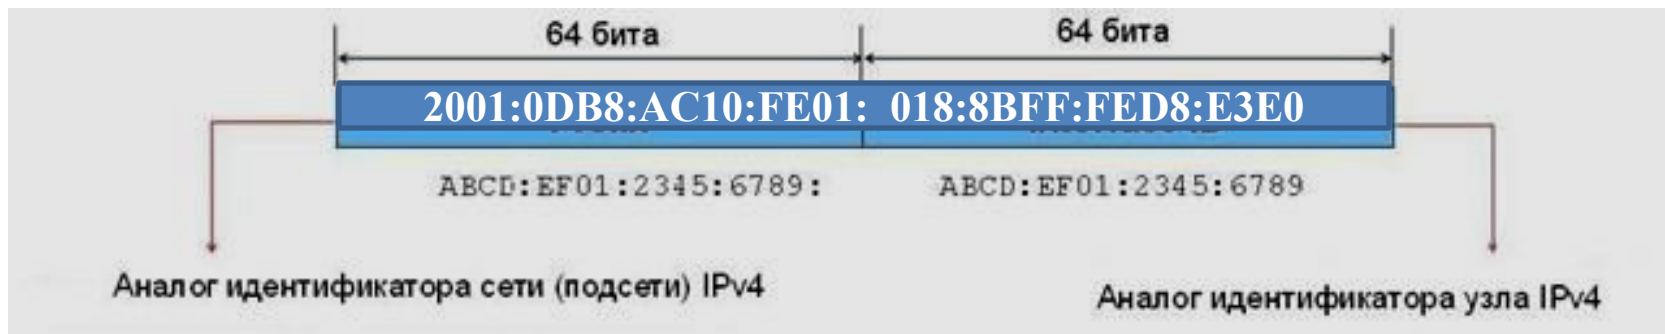 64 бита 64 бита
2001:0DB8:AC10:FE01: 018:8BFF:FED8:E3E0
ABCD:EF01:2345:6789: ABCD:EF01:2345:6789
Аналог идентификатора сети (подсети) IPv4
Аналог идентификатора узла IPv4